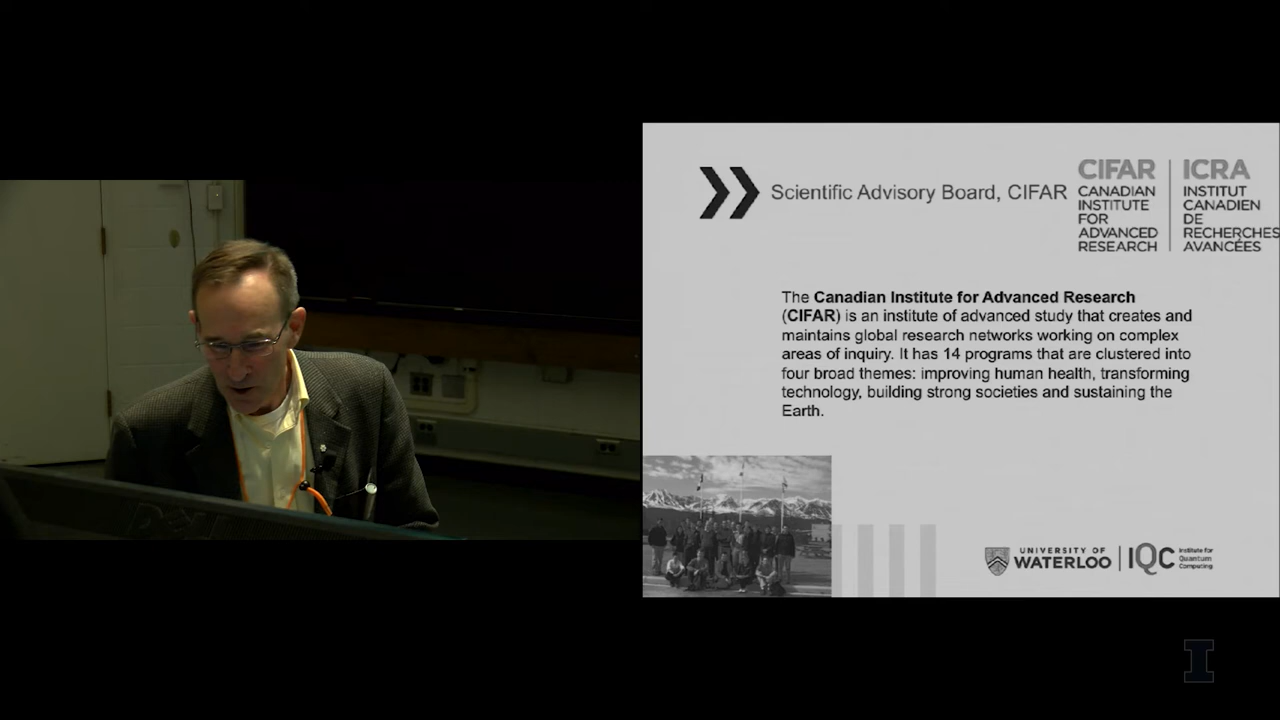 Scientific Advisory Board, CIFAR
CIFAR
CANADIAN
INSTITUTE
FOR
ADVANCED
RESEARCH
ICRA
INSTITUT
CANADIEN
DE
RECHERCHES
AVANCÉES
The Canadian Institute for Advanced Research
(CIFAR) is an institute of advanced study that creates and
maintains global research networks working on complex
areas of inquiry. It has 14 programs that are clustered into
four broad themes: improving human health, transforming
technology, building strong societies and sustaining the
Earth.
UNIVERSITY OF
WATERLOO
IQC
Institute for
Quantum
Computing
DELL
I